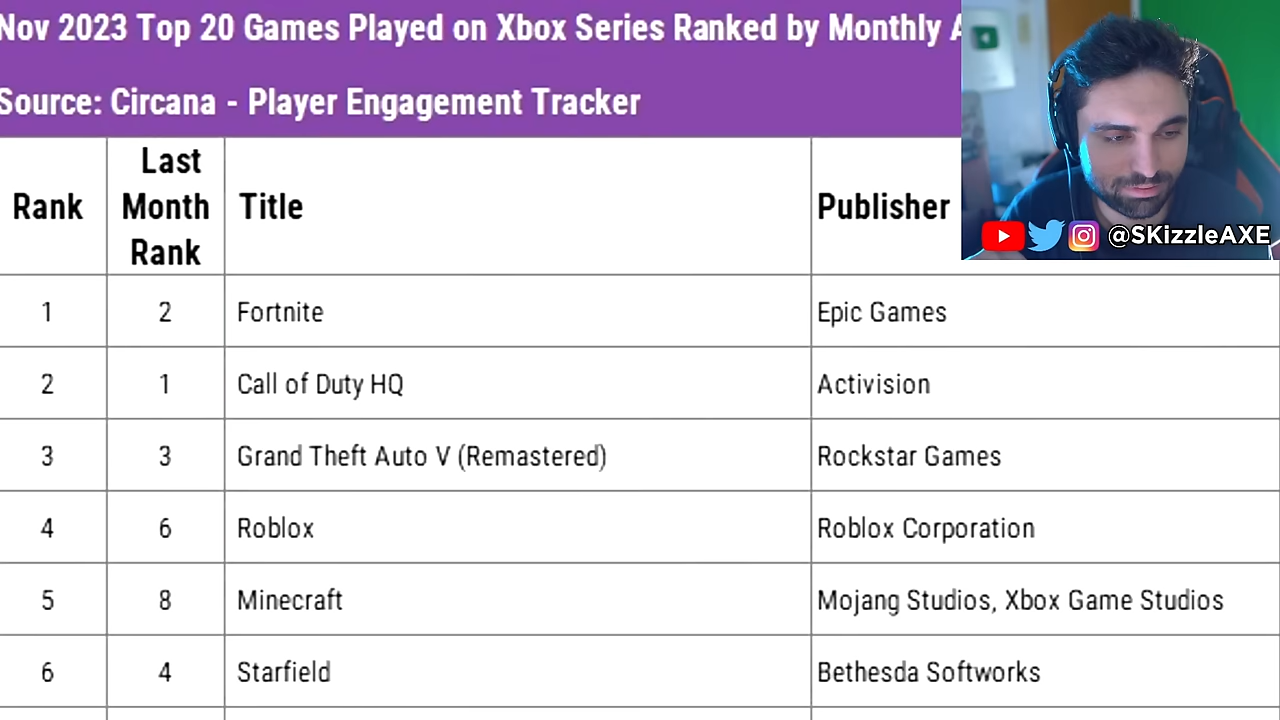 Nov 2023 Top 20 Games Played on Xbox Series Ranked by Monthly
Source: Circana - Player Engagement Tracker
Rank Last Month Rank Title Publisher
1 2 Fortnite Epic Games
2 1 Call of Duty HQ Activision
3 3 Grand Theft Auto V (Remastered) Rockstar Games
4 6 Roblox Roblox Corporation
5 8 Minecraft Mojang Studios, Xbox Game Studios
6 4 Starfield Bethesda Softworks
@SKizzleAXE